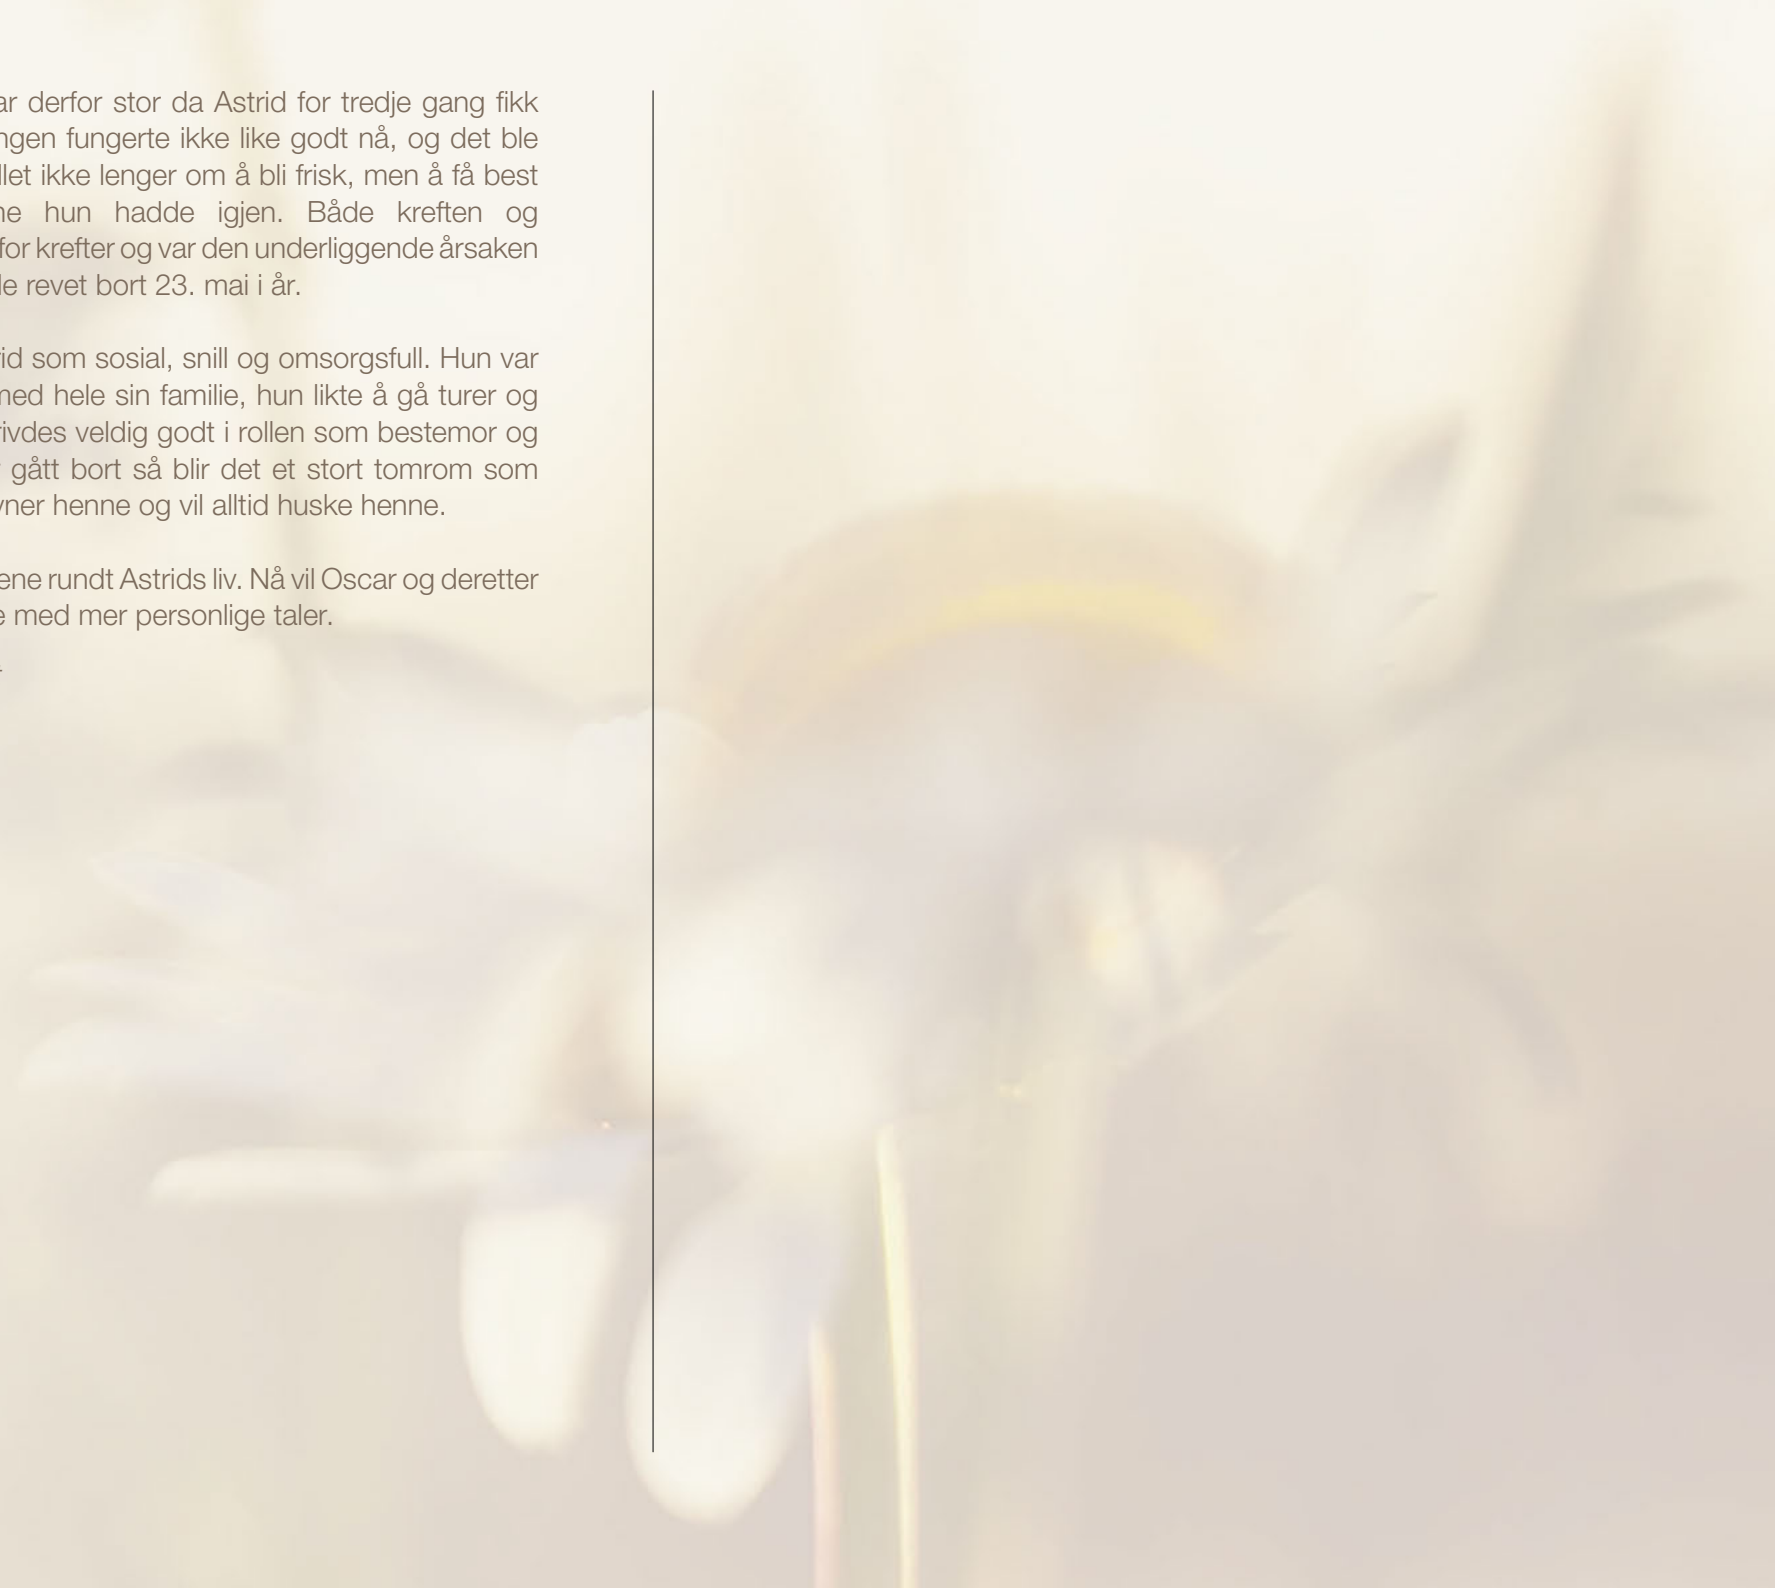 ar derfor stor da Astrid for tredje gang fikk
ngen fungerte ikke like godt nå, og det ble
llet ikke lenger om å bli frisk, men å få best
ne hun hadde igjen. Både kreften og
for krefter og var den underliggende årsaken
le revet bort 23. mai i år.
rid som sosial, snill og omsorgsfull. Hun var
med hele sin familie, hun likte å gå turer og
rivdes veldig godt i rollen som bestemor og
gått bort så blir det et stort tomrom som
vner henne og vil alltid huske henne.
ene rundt Astrids liv. Nå vil Oscar og deretter
e med mer personlige taler.